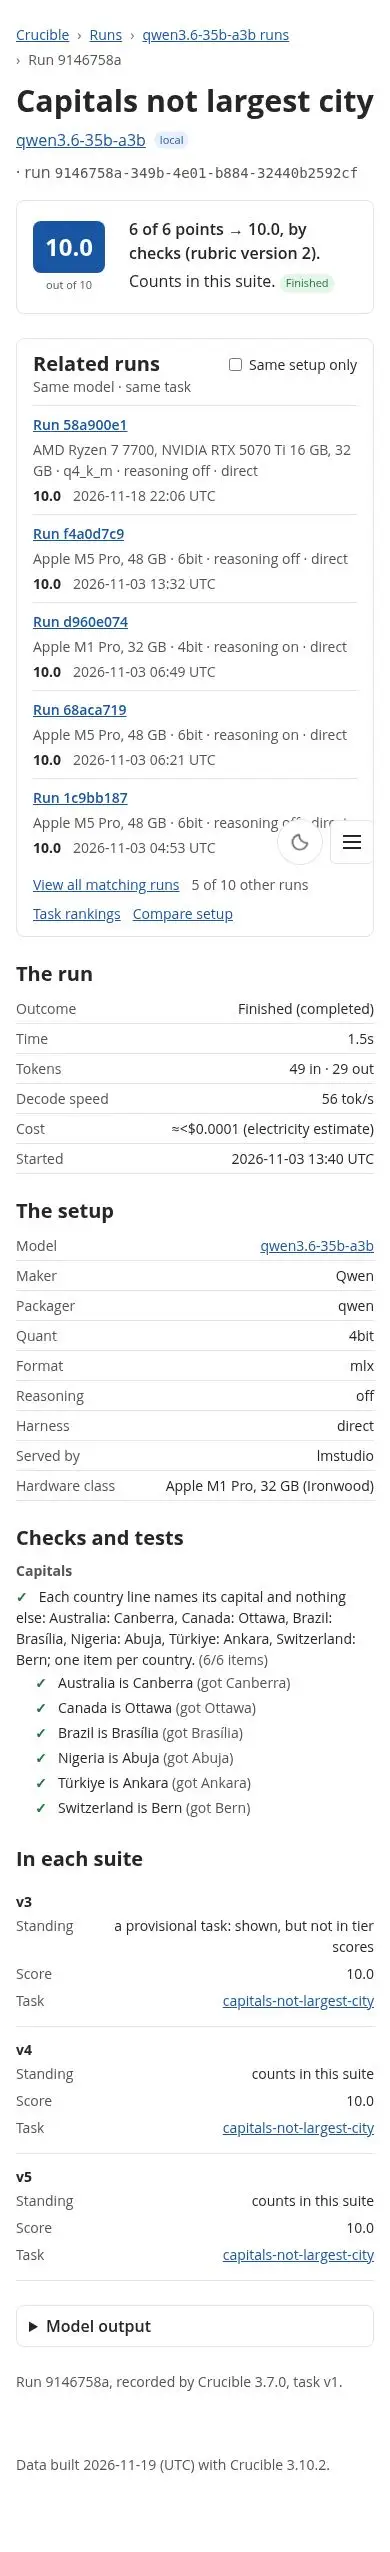 Crucible › Runs › qwen3.6-35b-a3b runs
› Run 9146758a
Capitals not largest city
qwen3.6-35b-a3b local
· run 9146758a-349b-4e01-b884-32440b2592cf
10.0
out of 10
6 of 6 points → 10.0, by
checks (rubric version 2).
Counts in this suite. Finished
Related runs
Same setup only
Same model · same task
Run 58a900e1
AMD Ryzen 7 7700, NVIDIA RTX 5070 Ti 16 GB, 32
GB · q4_k_m · reasoning off · direct
10.0 2026-11-18 22:06 UTC
Run f4a0d7c9
Apple M5 Pro, 48 GB · 6bit · reasoning off · direct
10.0 2026-11-03 13:32 UTC
Run d960e074
Apple M1 Pro, 32 GB · 4bit · reasoning on · direct
10.0 2026-11-03 06:49 UTC
Run 68aca719
Apple M5 Pro, 48 GB · 6bit · reasoning on · direct
10.0 2026-11-03 06:21 UTC
Run 1c9bb187
Apple M5 Pro, 48 GB · 6bit · reasoning off · direct
10.0 2026-11-03 04:53 UTC
View all matching runs 5 of 10 other runs
Task rankings Compare setup
The run
Outcome Finished (completed)
Time 1.5s
Tokens 49 in · 29 out
Decode speed 56 tok/s
Cost ≈<$0.0001 (electricity estimate)
Started 2026-11-03 13:40 UTC
The setup
Model qwen3.6-35b-a3b
Maker Qwen
Packager qwen
Quant 4bit
Format mlx
Reasoning off
Harness direct
Served by lmstudio
Hardware class Apple M1 Pro, 32 GB (Ironwood)
Checks and tests
Capitals
✓ Each country line names its capital and nothing
else: Australia: Canberra, Canada: Ottawa, Brazil:
Brasília, Nigeria: Abuja, Türkiye: Ankara, Switzerland:
Bern; one item per country. (6/6 items)
✓ Australia is Canberra (got Canberra)
✓ Canada is Ottawa (got Ottawa)
✓ Brazil is Brasília (got Brasília)
✓ Nigeria is Abuja (got Abuja)
✓ Türkiye is Ankara (got Ankara)
✓ Switzerland is Bern (got Bern)
In each suite
v3
Standing a provisional task: shown, but not in tier
scores
Score 10.0
Task capitals-not-largest-city
v4
Standing counts in this suite
Score 10.0
Task capitals-not-largest-city
v5
Standing counts in this suite
Score 10.0
Task capitals-not-largest-city
▶ Model output
Run 9146758a, recorded by Crucible 3.7.0, task v1.
Data built 2026-11-19 (UTC) with Crucible 3.10.2.